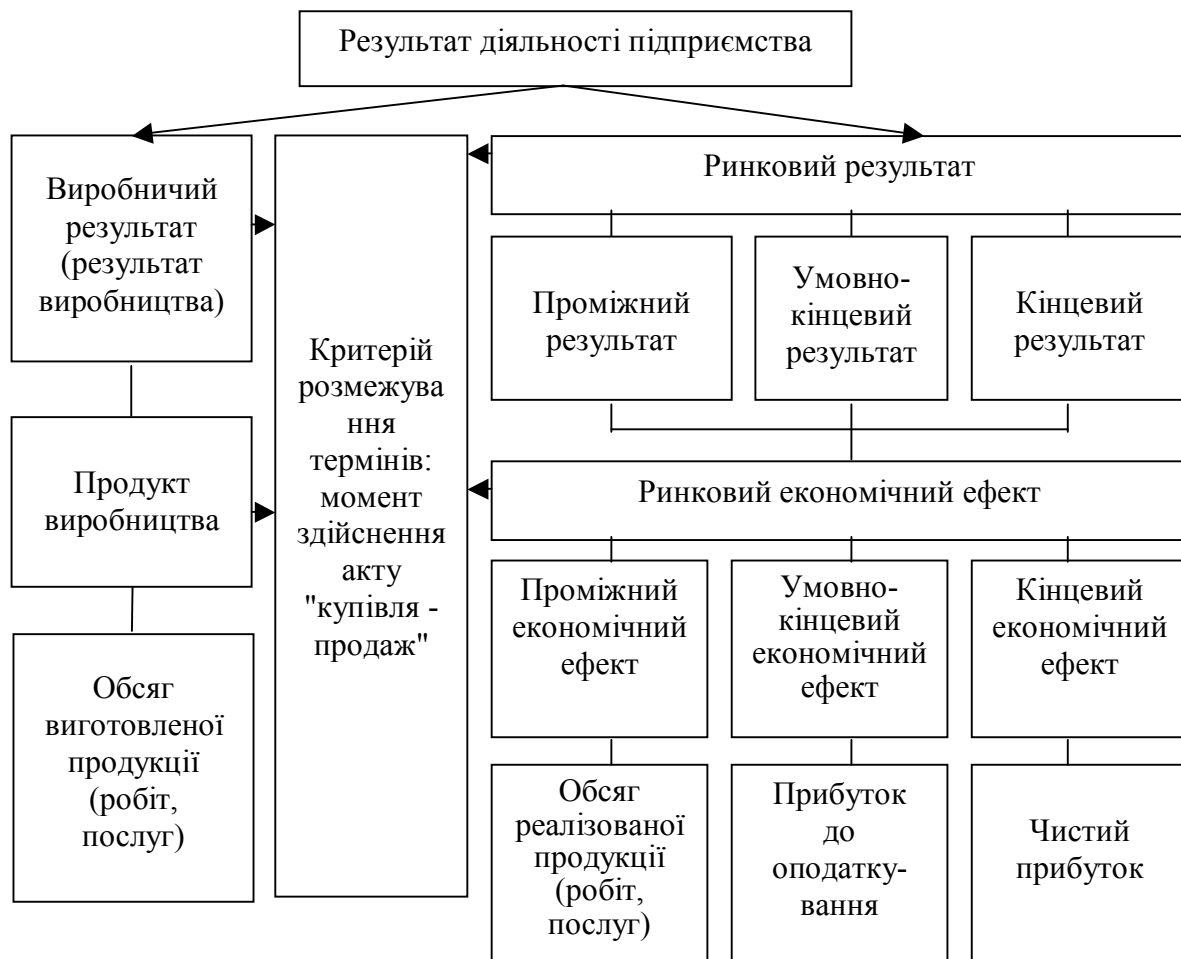 Результат діяльності підприємства
Виробничий
результат
(результат
виробництва)
Продукт
виробництва
Обсяг
виготовленої
продукції
(робіт,
послуг)
Критерій
розмежува
ння
термінів:
момент
здійснення
акту
"купівля -
продаж"
Ринковий результат
Проміжний
результат
Умовно-
кінцевий
результат
Кінцевий
результат
Ринковий економічний ефект
Проміжний
економічний
ефект
Умовно-
кінцевий
економічний
ефект
Кінцевий
економічний
ефект
Обсяг
реалізованої
продукції
(робіт,
послуг)
Прибуток
до
оподатку-
вання
Чистий
прибуток